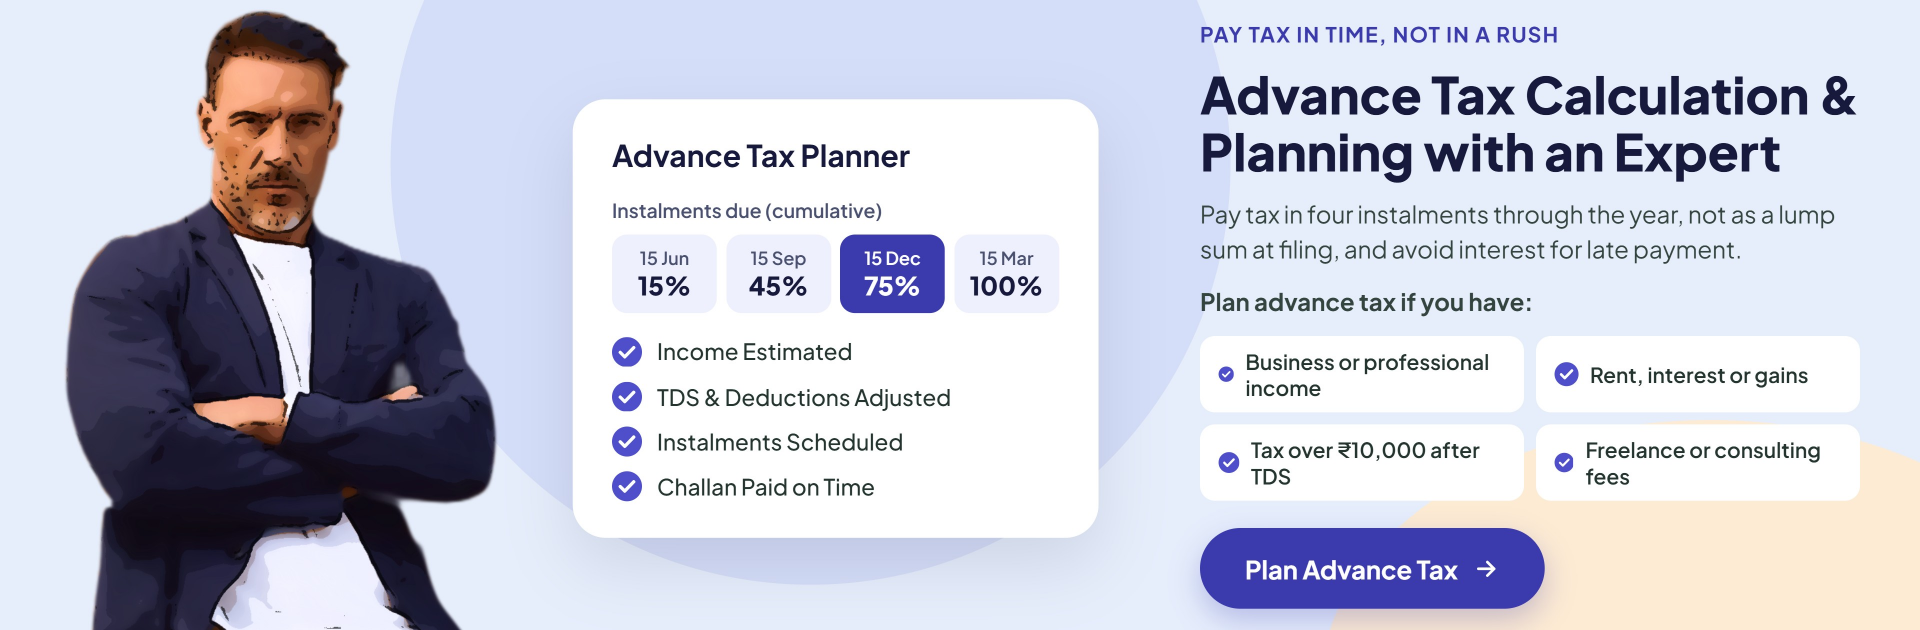 Advance Tax Planner
Instalments due (cumulative)
15 Jun
15%
15 Sep
45%
15 Dec
75%
15 Mar
100%
Income Estimated
TDS & Deductions Adjusted
Instalments Scheduled
Challan Paid on Time
PAY TAX IN TIME, NOT IN A RUSH
Advance Tax Calculation &
Planning with an Expert
Pay tax in four instalments through the year, not as a lump
sum at filing, and avoid interest for late payment.
Plan advance tax if you have:
Business or professional
income
Rent, interest or gains
Tax over ₹10,000 after
TDS
Freelance or consulting
fees
Plan Advance Tax →